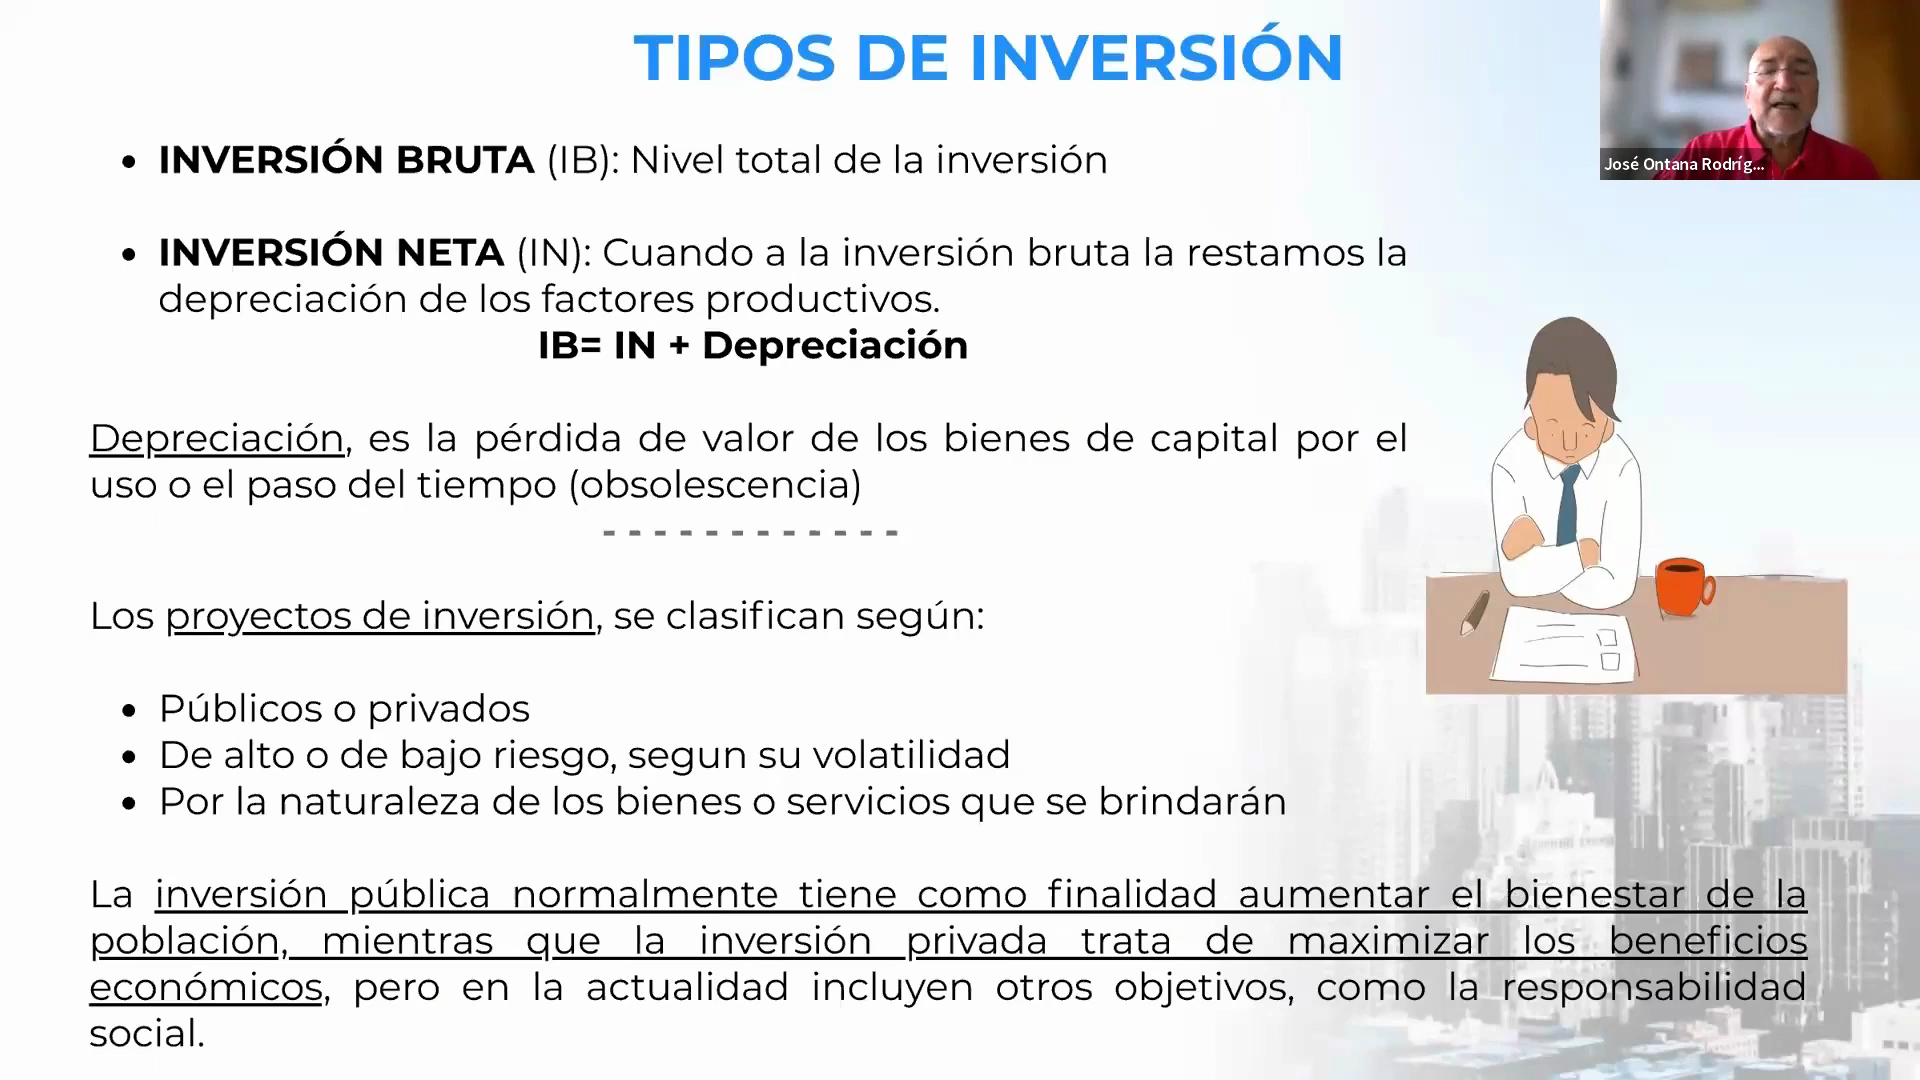 TIPOS DE INVERSIÓN
José Ontana Rodríg...
• INVERSIÓN BRUTA (IB): Nivel total de la inversión
• INVERSIÓN NETA (IN): Cuando a la inversión bruta la restamos la
depreciación de los factores productivos.
IB= IN + Depreciación
Depreciación, es la pérdida de valor de los bienes de capital por el
uso o el paso del tiempo (obsolescencia)
- - - - - - - - - - - -
Los proyectos de inversión, se clasifican según:
• Públicos o privados
• De alto o de bajo riesgo, segun su volatilidad
• Por la naturaleza de los bienes o servicios que se brindarán
La inversión pública normalmente tiene como finalidad aumentar el bienestar de la
población, mientras que la inversión privada trata de maximizar los beneficios
económicos, pero en la actualidad incluyen otros objetivos, como la responsabilidad
social.